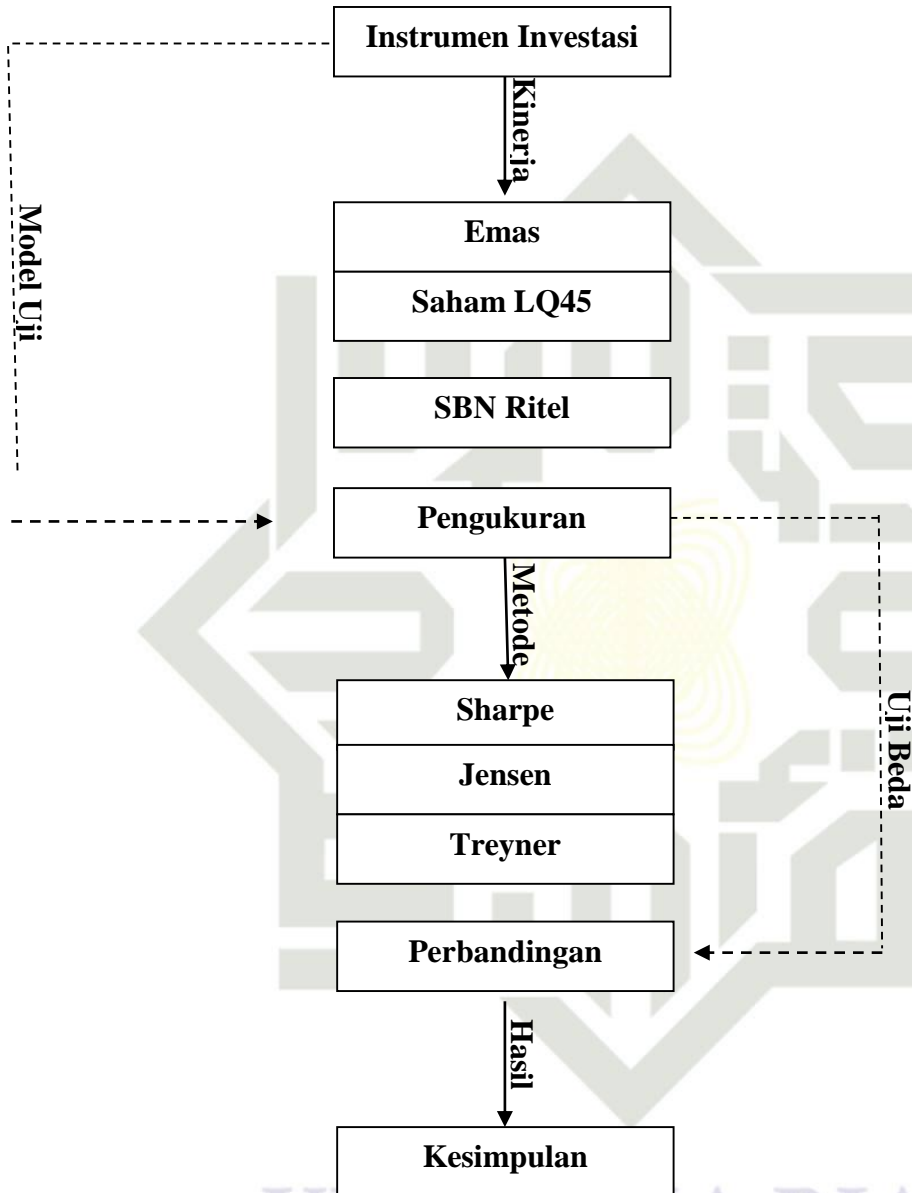 Instrumen Investasi
Kinerja
Model Uji
Emas
Saham LQ45
SBN Ritel
Pengukuran
Metode
Sharpe
Jensen
Treyner
Uji Beda
Perbandingan
Hasil
Kesimpulan